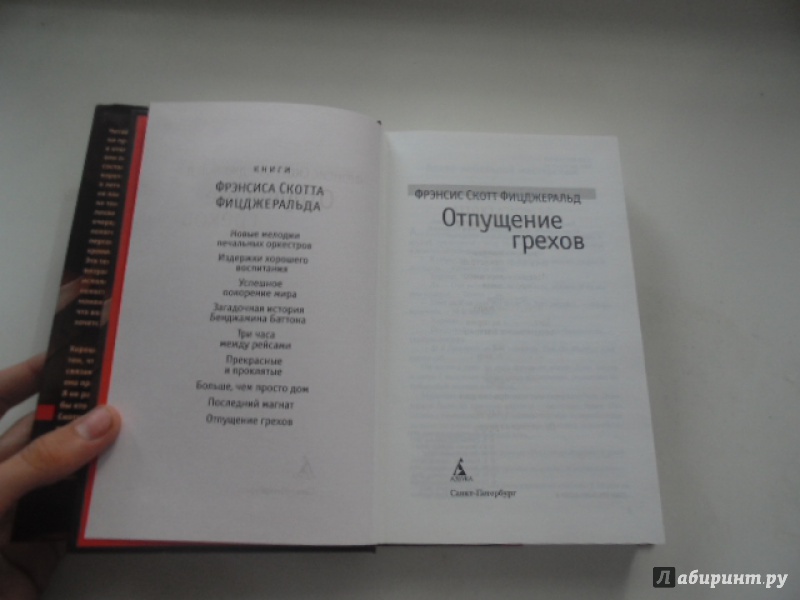 КНИГИ
ФРЭНСИСА СКОТТА
ФИЦДЖЕРАЛЬДА
Новые мелодии
печальных оркестров
Издержки хорошего
воспитания
Успешное
покорение мира
Загадочная история
Бенджамина Баттона
Три часа
между рейсами
Прекрасные
и проклятые
Больше, чем просто дом
Последний магнат
Отпущение грехов
ФРЭНСИС СКОТТ ФИЦДЖЕРАЛЬД
Отпущение
грехов
АЗБУКА
Санкт-Петербург
Лабиринт.ру